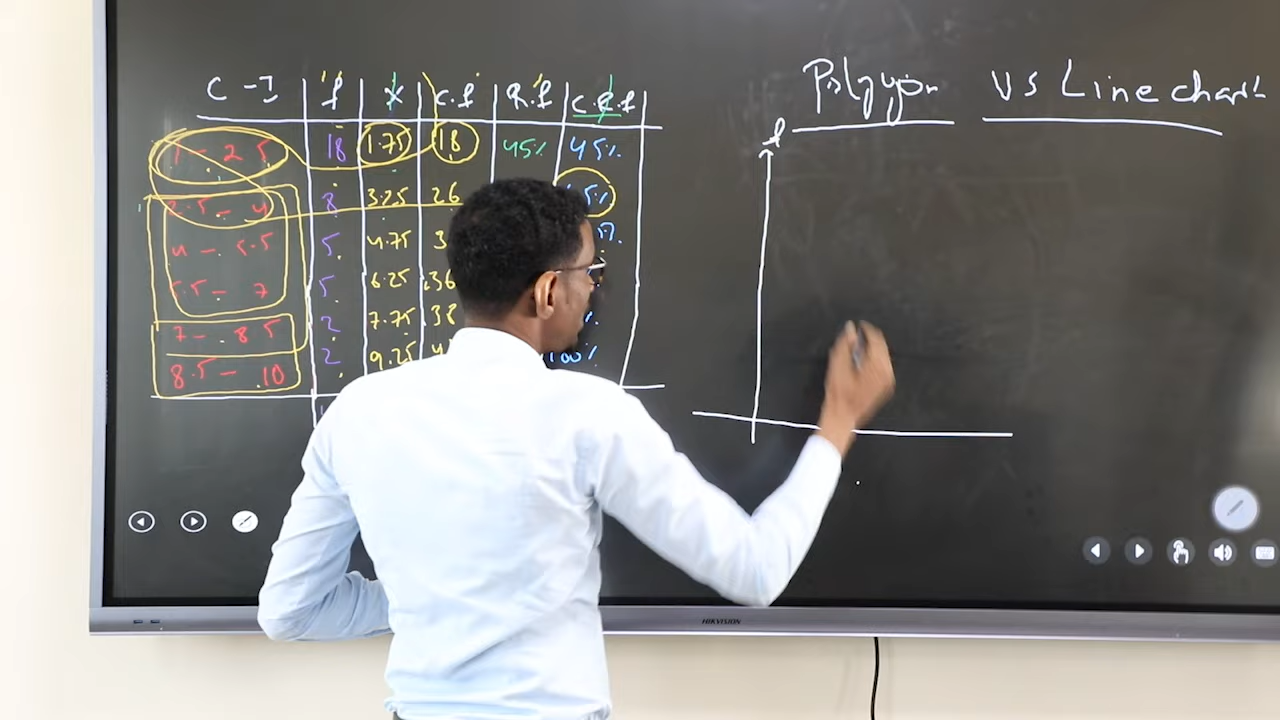 Polygon VS Line chart
C-I f X C.f R.f C.R.f
f
1 - 2.5 18 1.75 18 45% 45%
2.5 - 4 8 3.25 26
4 - 5.5 5 4.75 3
5.5 - 7 5 6.25 36
7 - 8.5 2 7.75 38
8.5 - 10 2 9.25 100%
HIKVISION